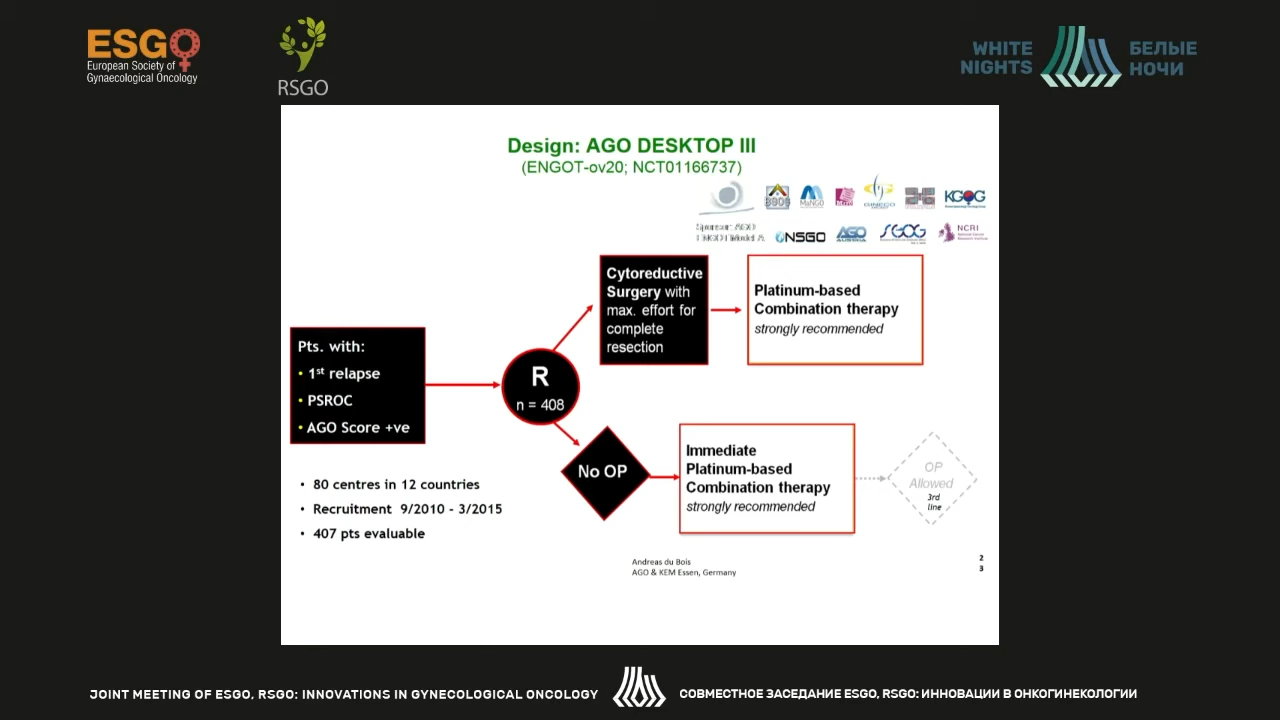 ESGO
European Society of
Gynaecological Oncology
RSGO
WHITE
NIGHTS
БЕЛЫЕ
НОЧИ
Design: AGO DESKTOP III
(ENGOT-ov20; NCT01166737)
MaNGO
GINECO
KGOG
Sponsor: AGO
NSGO
AGO
AUSTRIA
SGOG
NCRI
Cytoreductive
Surgery with
max. effort for
complete
resection
Platinum-based
Combination therapy
strongly recommended
Pts. with:
• 1st relapse
• PSROC
• AGO Score +ve
R
n = 408
No OP
Immediate
Platinum-based
Combination therapy
strongly recommended
OP
Allowed
3rd
line
• 80 centres in 12 countries
• Recruitment 9/2010 - 3/2015
• 407 pts evaluable
Andreas du Bois
AGO & KEM Essen, Germany
2
3
JOINT MEETING OF ESGO, RSGO: INNOVATIONS IN GYNECOLOGICAL ONCOLOGY
СОВМЕСТНОЕ ЗАСЕДАНИЕ ESGO, RSGO: ИННОВАЦИИ В ОНКОГИНЕКОЛОГИИ